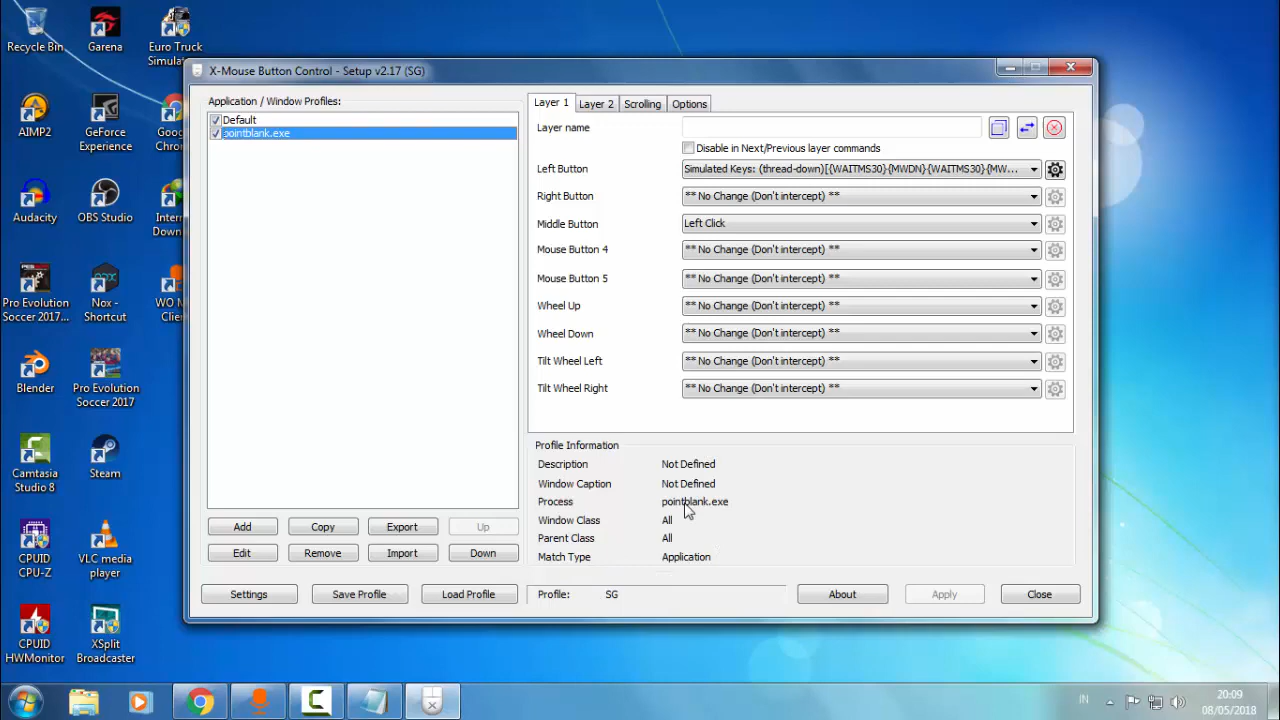 Recycle Bin
Garena
Euro Truck
Simulat
AIMP2
GeForce
Experience
Goog
Chro
Audacity
OBS Studio
Intern
Down
Pro Evolution
Soccer 2017...
Nox -
Shortcut
WO M
Clie
Blender
Pro Evolution
Soccer 2017
Camtasia
Studio 8
Steam
CPUID
CPU-Z
VLC media
player
CPUID
HWMonitor
XSplit
Broadcaster
X-Mouse Button Control - Setup v2.17 (SG)
Application / Window Profiles:
Default
pointblank.exe
Add
Copy
Export
Up
Edit
Remove
Import
Down
Layer 1
Layer 2
Scrolling
Options
Layer name
Disable in Next/Previous layer commands
Left Button
Simulated Keys: (thread-down)[{WAITMS30}{MWDN}{WAITMS30}{MW...
Right Button
** No Change (Don't intercept) **
Middle Button
Left Click
Mouse Button 4
** No Change (Don't intercept) **
Mouse Button 5
** No Change (Don't intercept) **
Wheel Up
** No Change (Don't intercept) **
Wheel Down
** No Change (Don't intercept) **
Tilt Wheel Left
** No Change (Don't intercept) **
Tilt Wheel Right
** No Change (Don't intercept) **
Profile Information
Description
Not Defined
Window Caption
Not Defined
Process
pointblank.exe
Window Class
All
Parent Class
All
Match Type
Application
Settings
Save Profile
Load Profile
Profile:
SG
About
Apply
Close
IN
20:09
08/05/2018